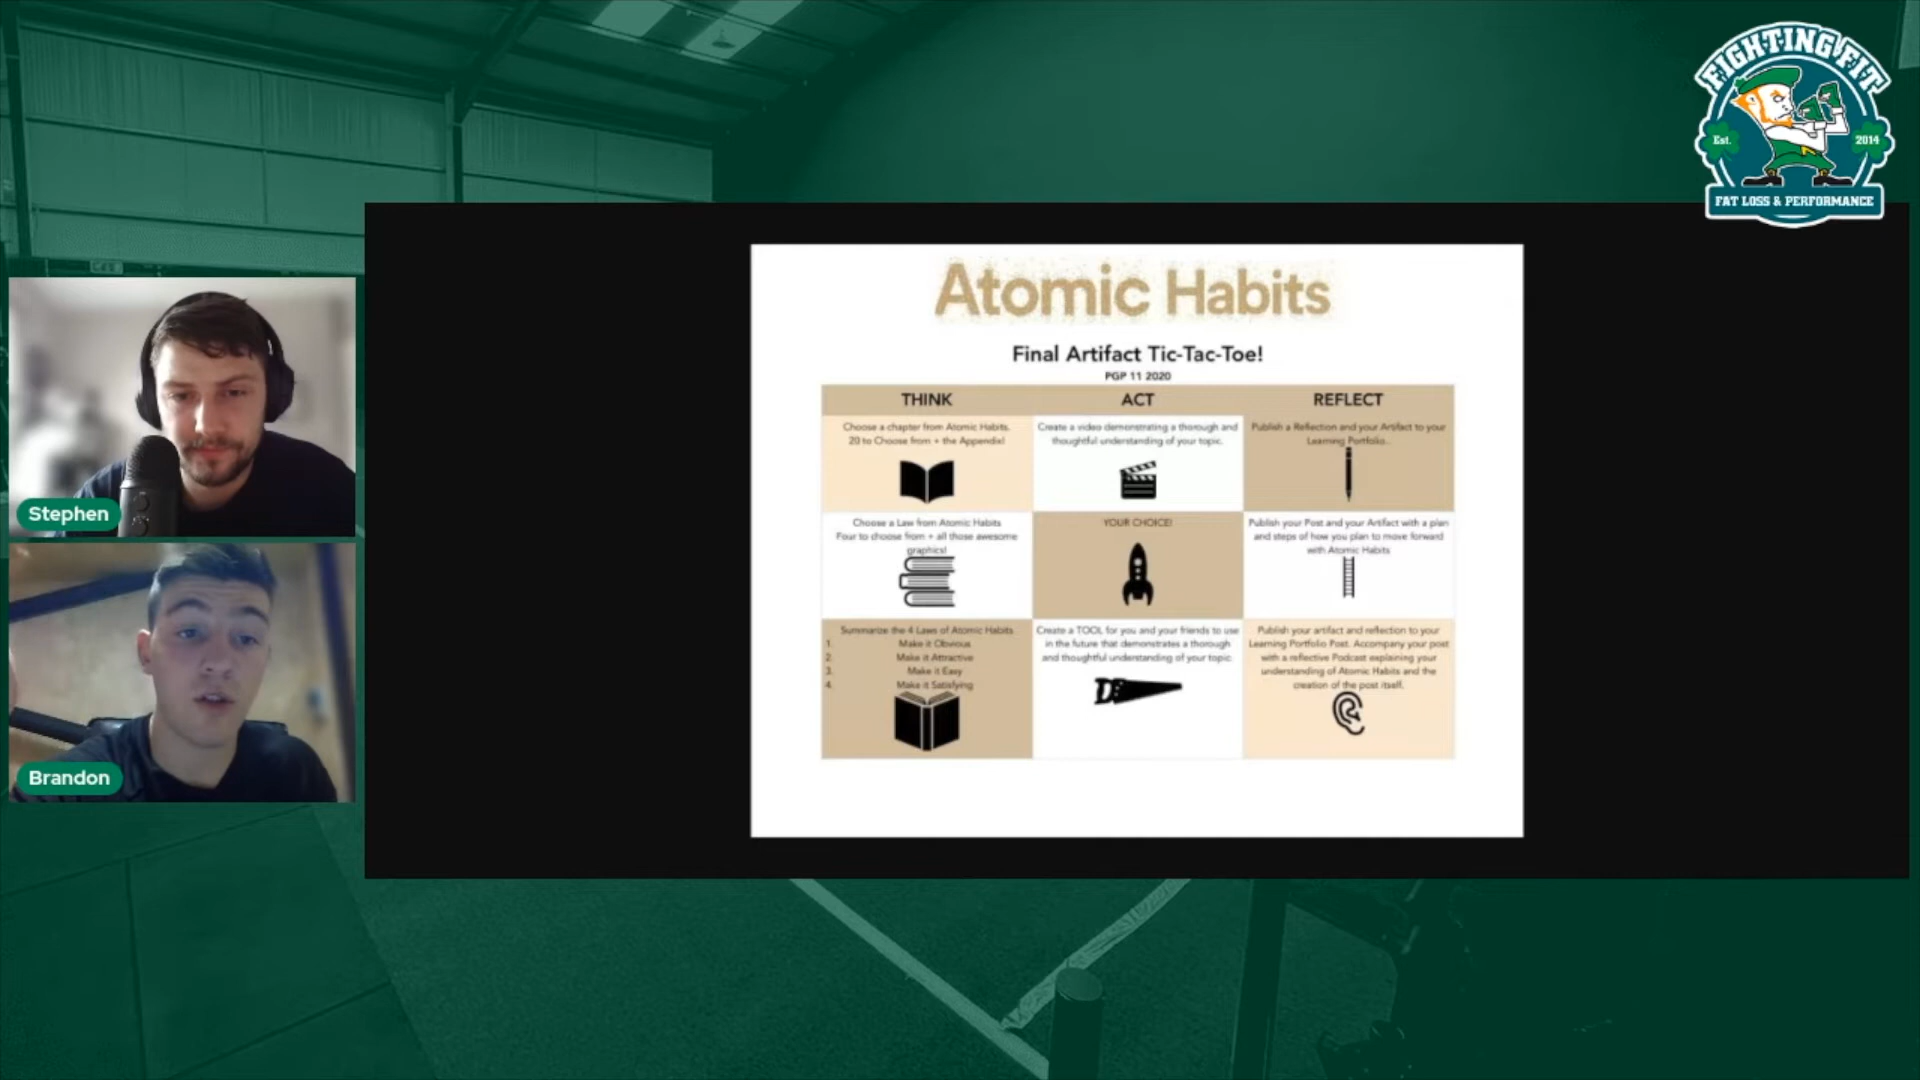 FIGHTING FIT
Est.
2014
FAT LOSS & PERFORMANCE
Stephen
Brandon
Atomic Habits
Final Artifact Tic-Tac-Toe!
PGP 11 2020
THINK
ACT
REFLECT
Choose a chapter from Atomic Habits.
20 to Choose from + the Appendix!
Create a video demonstrating a thorough and
thoughtful understanding of your topic.
Publish a Reflection and your Artifact to your
Learning Portfolio..
Choose a Law from Atomic Habits
Four to choose from + all those awesome
graphics!
YOUR CHOICE!
Publish your Post and your Artifact with a plan
and steps of how you plan to move forward
with Atomic Habits
Summarize the 4 Laws of Atomic Habits
1. Make it Obvious
2. Make it Attractive
3. Make it Easy
4. Make it Satisfying
Create a TOOL for you and your friends to use
in the future that demonstrates a thorough
and thoughtful understanding of your topic.
Publish your artifact and reflection to your
Learning Portfolio Post. Accompany your post
with a reflective Podcast explaining your
understanding of Atomic Habits and the
creation of the post itself.